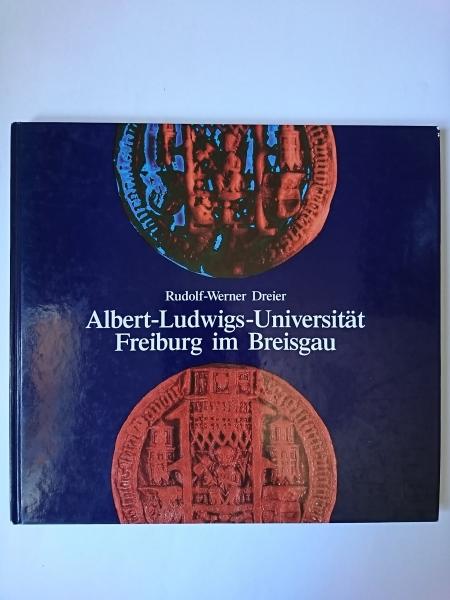 Rudolf-Werner Dreier
Albert-Ludwigs-Universität
Freiburg im Breisgau